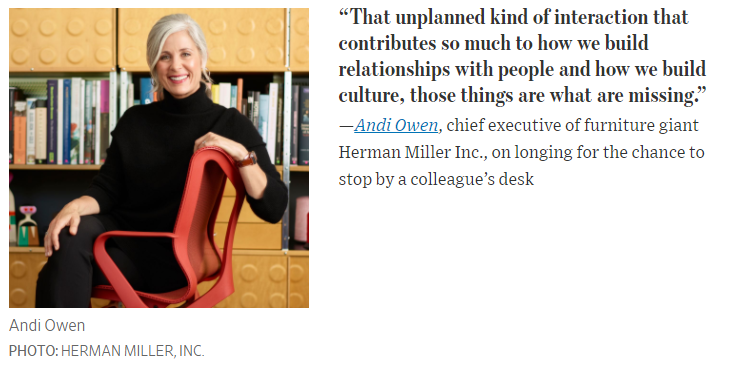 “That unplanned kind of interaction that
contributes so much to how we build
relationships with people and how we build
culture, those things are what are missing.”
—Andi Owen, chief executive of furniture giant
Herman Miller Inc., on longing for the chance to
stop by a colleague’s desk
Andi Owen
PHOTO: HERMAN MILLER, INC.